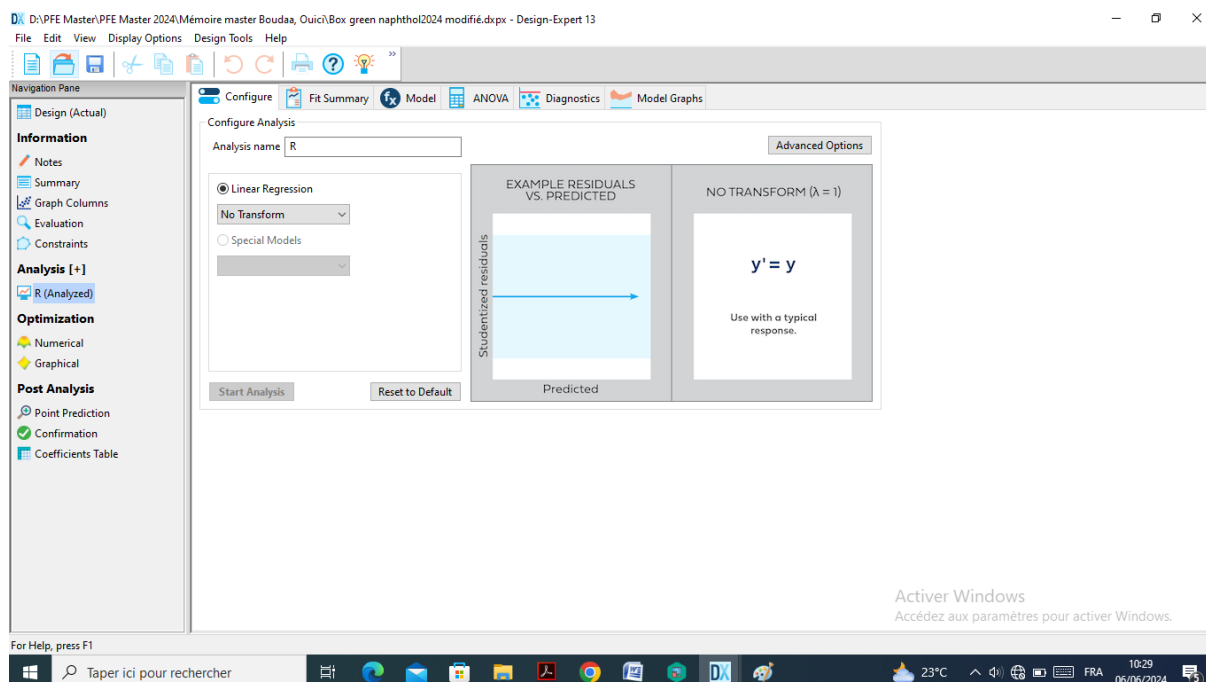 D:\PFE Master\PFE Master 2024\Mémoire master Boudaa, Ouici\Box green naphthol2024 modifié.dxpx - Design-Expert 13
File Edit View Display Options Design Tools Help
Navigation Pane
Design (Actual)
Information
Notes
Summary
Graph Columns
Evaluation
Constraints
Analysis [+]
R (Analyzed)
Optimization
Numerical
Graphical
Post Analysis
Point Prediction
Confirmation
Coefficients Table
Configure Fit Summary Model ANOVA Diagnostics Model Graphs
Configure Analysis
Analysis name R
Advanced Options
Linear Regression
No Transform
Special Models
Start Analysis
Reset to Default
EXAMPLE RESIDUALS
VS. PREDICTED
Studentized residuals
Predicted
NO TRANSFORM (λ = 1)
y' = y
Use with a typical
response.
Activer Windows
Accédez aux paramètres pour activer Windows.
For Help, press F1
Taper ici pour rechercher
23°C
FRA
10:29
06/06/2024
5